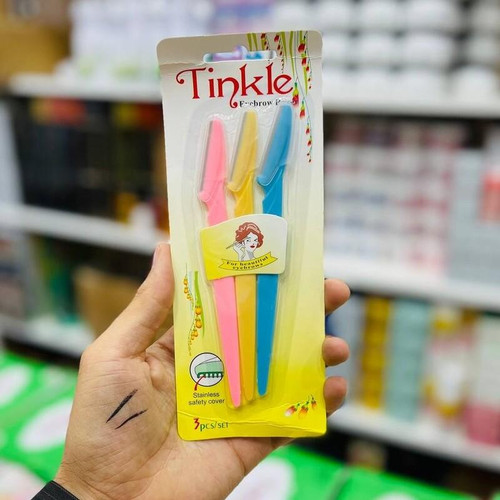 Tinkle
Eyebrow
For beautiful
eyebrows
Stainless
safety cover
3pcs/SET